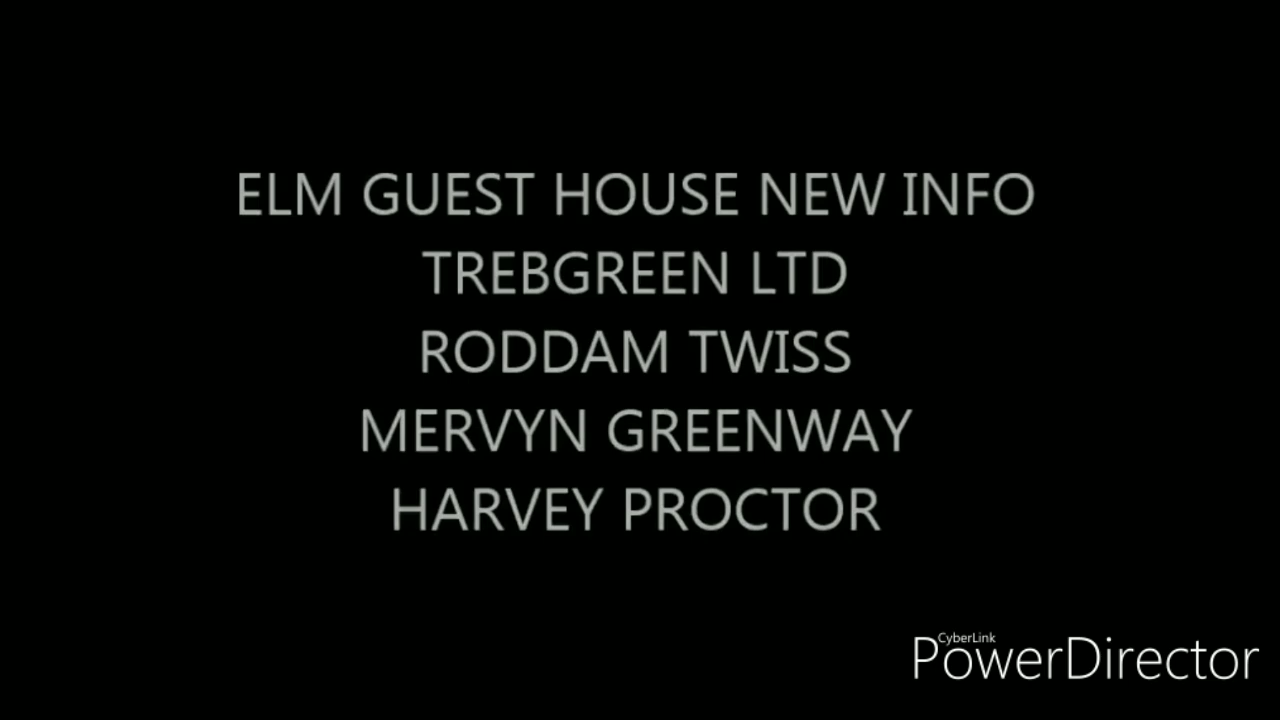 ELM GUEST HOUSE NEW INFO
TREBGREEN LTD
RODDAM TWISS
MERVYN GREENWAY
HARVEY PROCTOR
CyberLink
PowerDirector